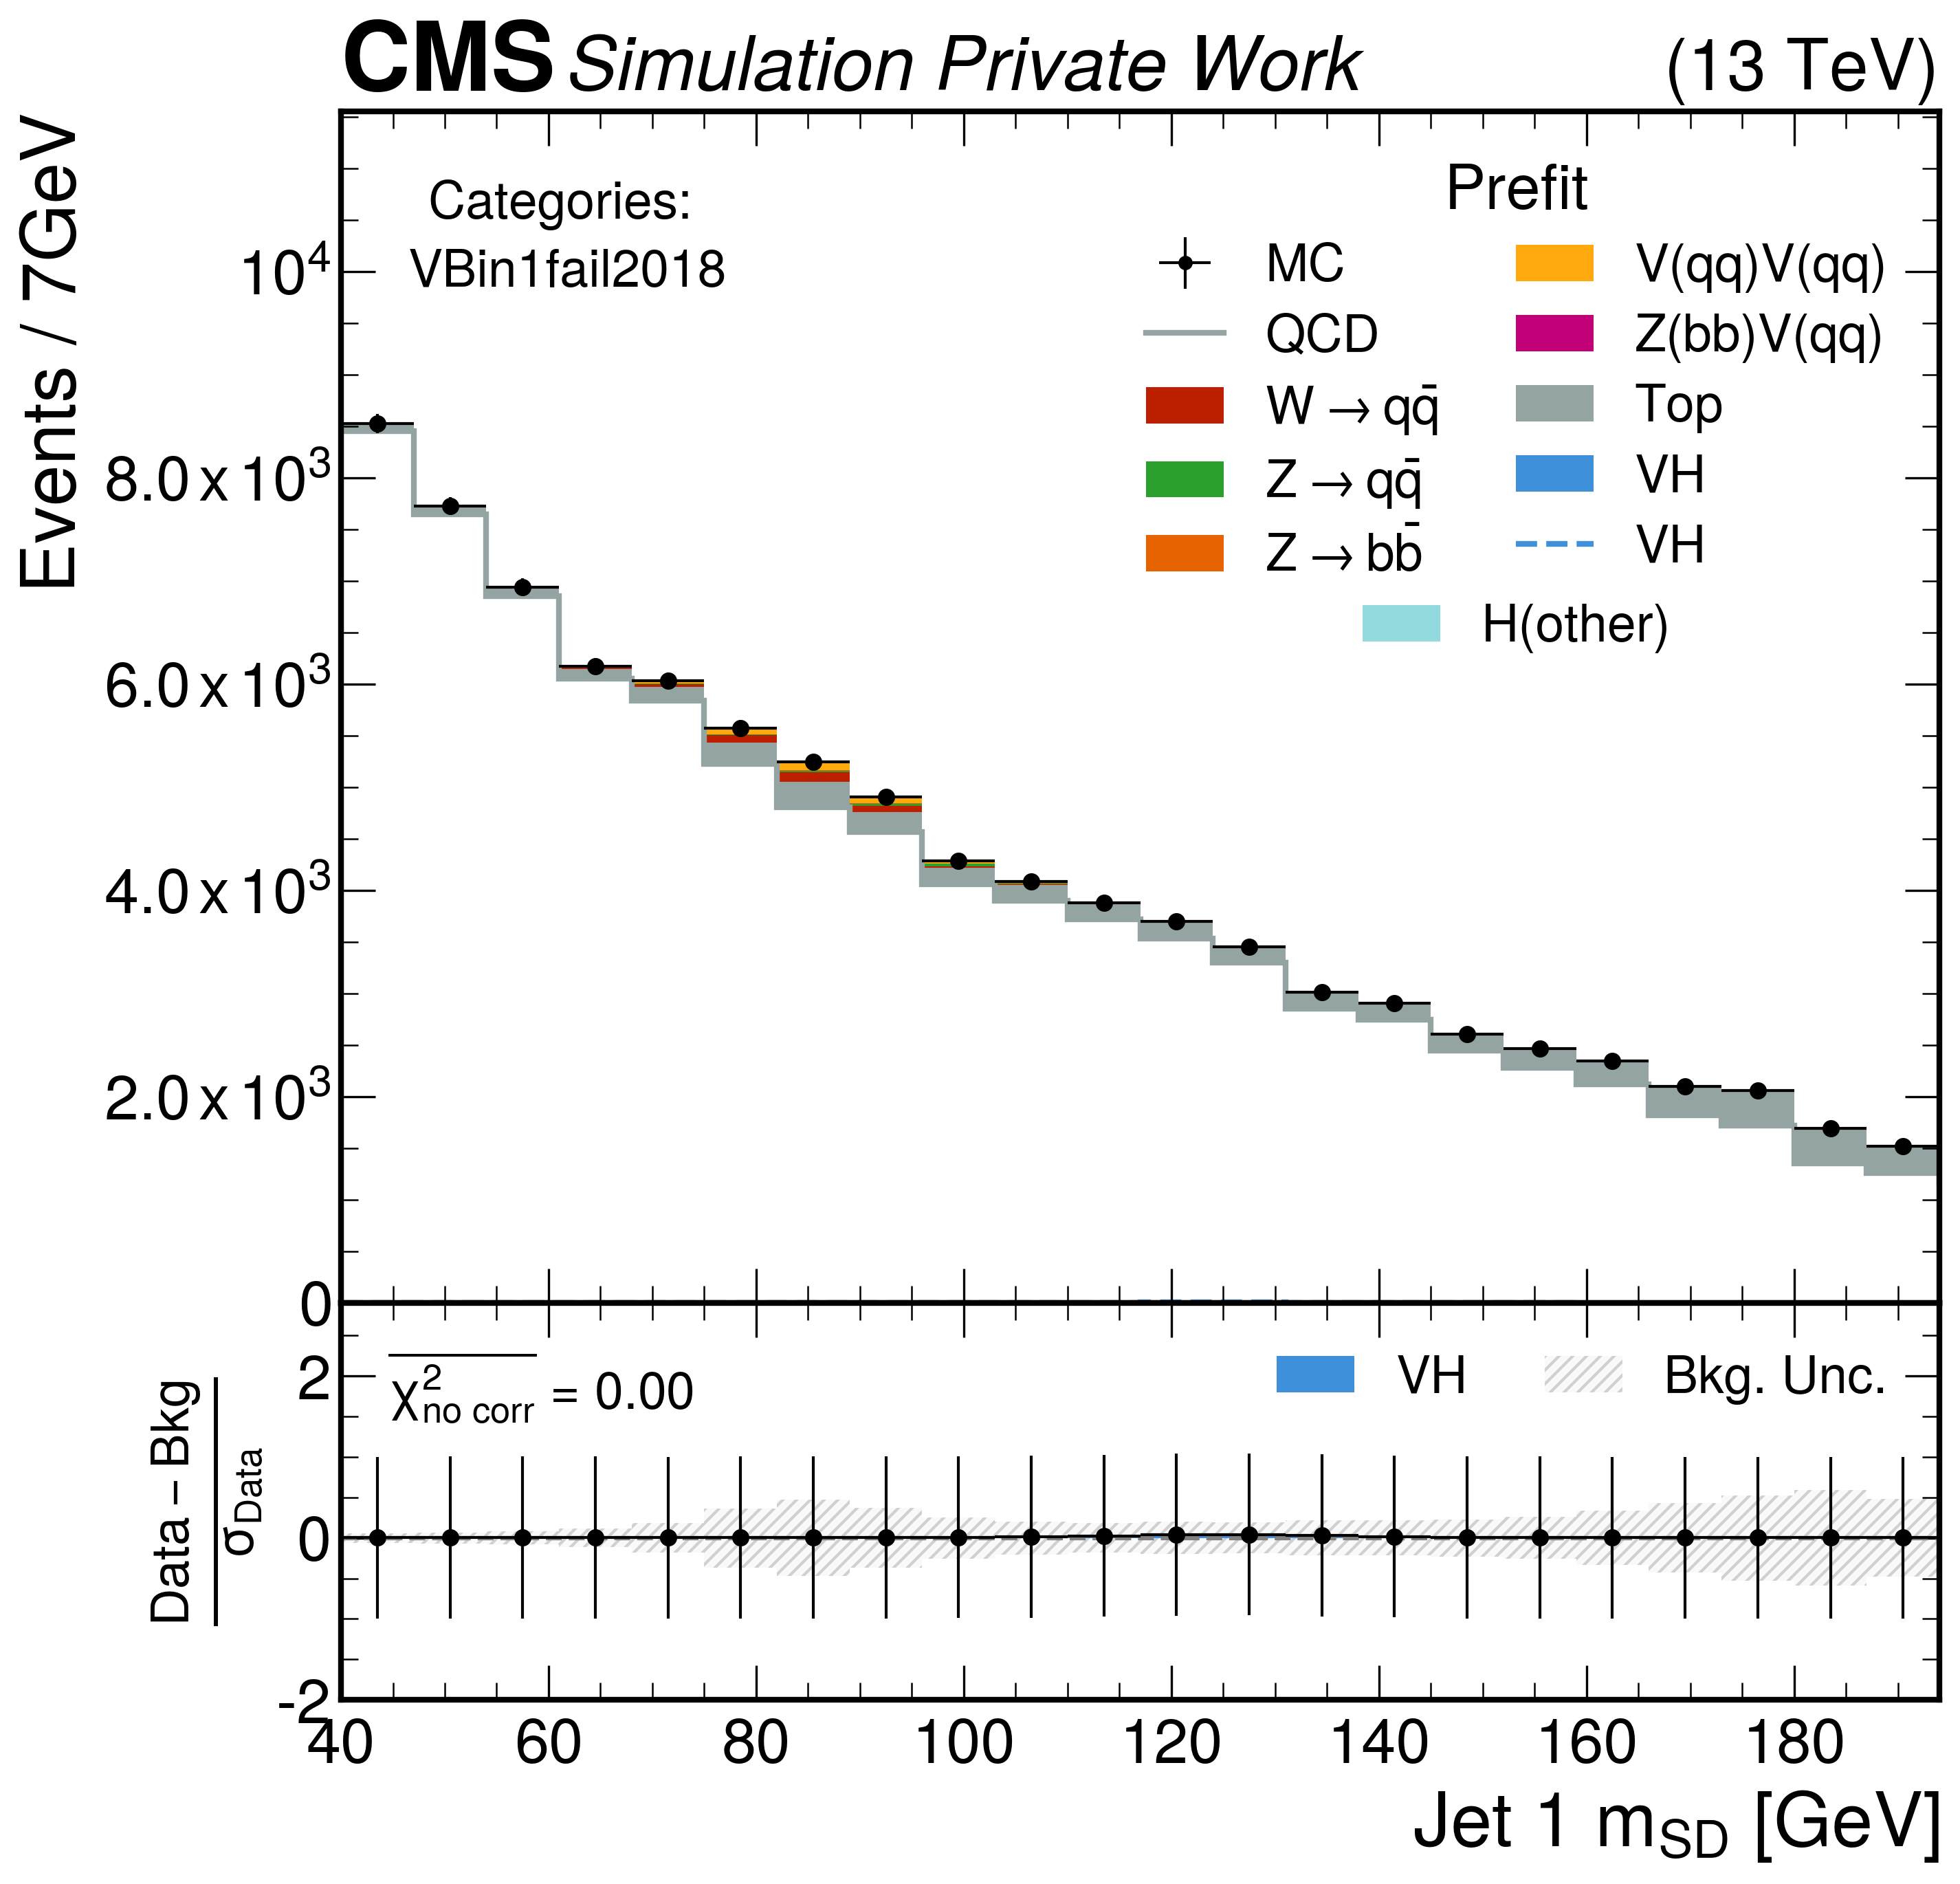 CMS Simulation Private Work (13 TeV)
Events / 7GeV
Categories:
VBin1fail2018
Prefit
MC
QCD
W → qq̄
Z → qq̄
Z → bb̄
V(qq)V(qq)
Z(bb)V(qq)
Top
VH
VH
H(other)
10⁴
8.0 x 10³
6.0 x 10³
4.0 x 10³
2.0 x 10³
0
Data – Bkg
σ_Data
χ²_no corr = 0.00
VH
Bkg. Unc.
2
0
-2
40 60 80 100 120 140 160 180
Jet 1 m_SD [GeV]